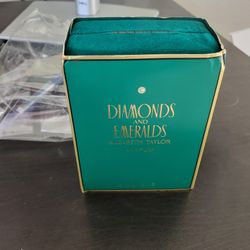 DIAMONDS
AND
EMERALDS
ELIZABETH TAYLOR